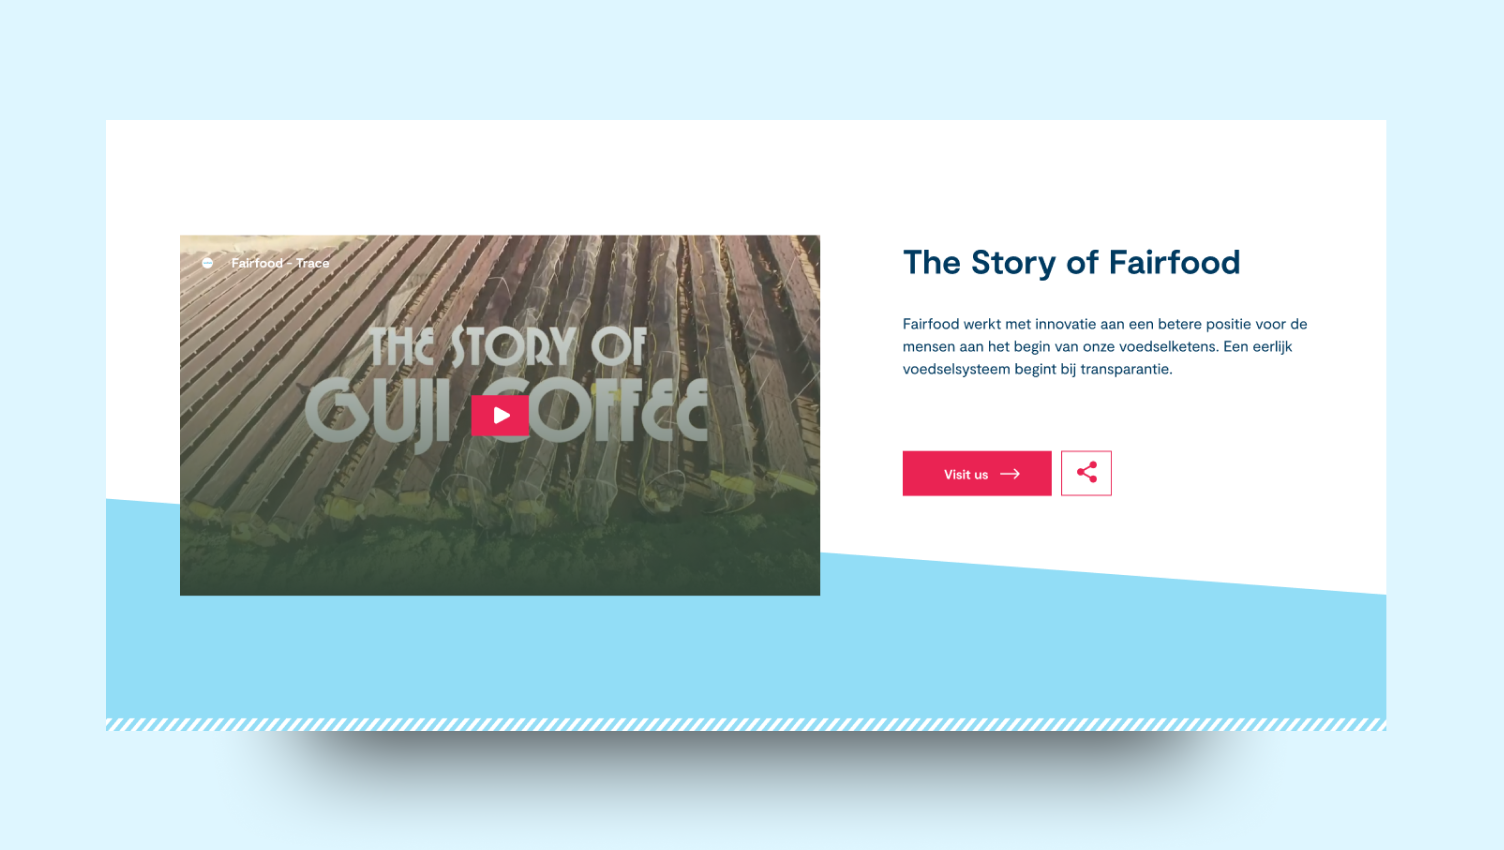 Fairfood - Trace
THE STORY OF
GUJI COFFEE
The Story of Fairfood
Fairfood werkt met innovatie aan een betere positie voor de
mensen aan het begin van onze voedselketens. Een eerlijk
voedselsysteem begint bij transparantie.
Visit us